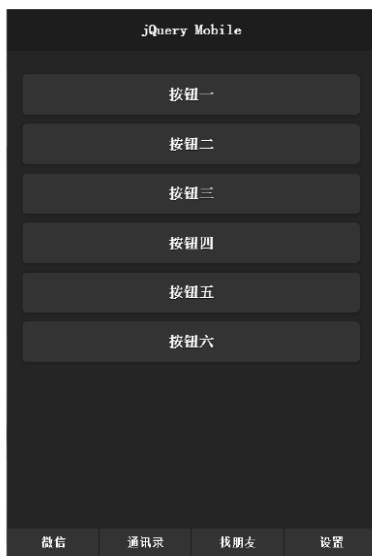 jQuery Mobile
按钮一
按钮二
按钮三
按钮四
按钮五
按钮六
微信 通讯录 找朋友 设置